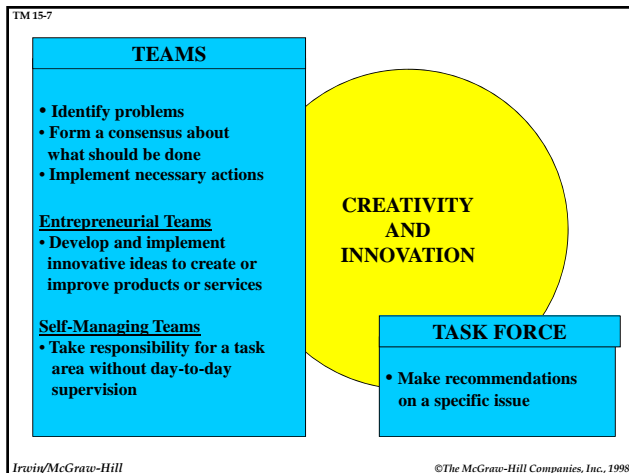 TM 15-7
TEAMS
• Identify problems
• Form a consensus about
what should be done
• Implement necessary actions
Entrepreneurial Teams
• Develop and implement
innovative ideas to create or
improve products or services
Self-Managing Teams
• Take responsibility for a task
area without day-to-day
supervision
CREATIVITY
AND
INNOVATION
TASK FORCE
• Make recommendations
on a specific issue
Irwin/McGraw-Hill
©The McGraw-Hill Companies, Inc., 1998